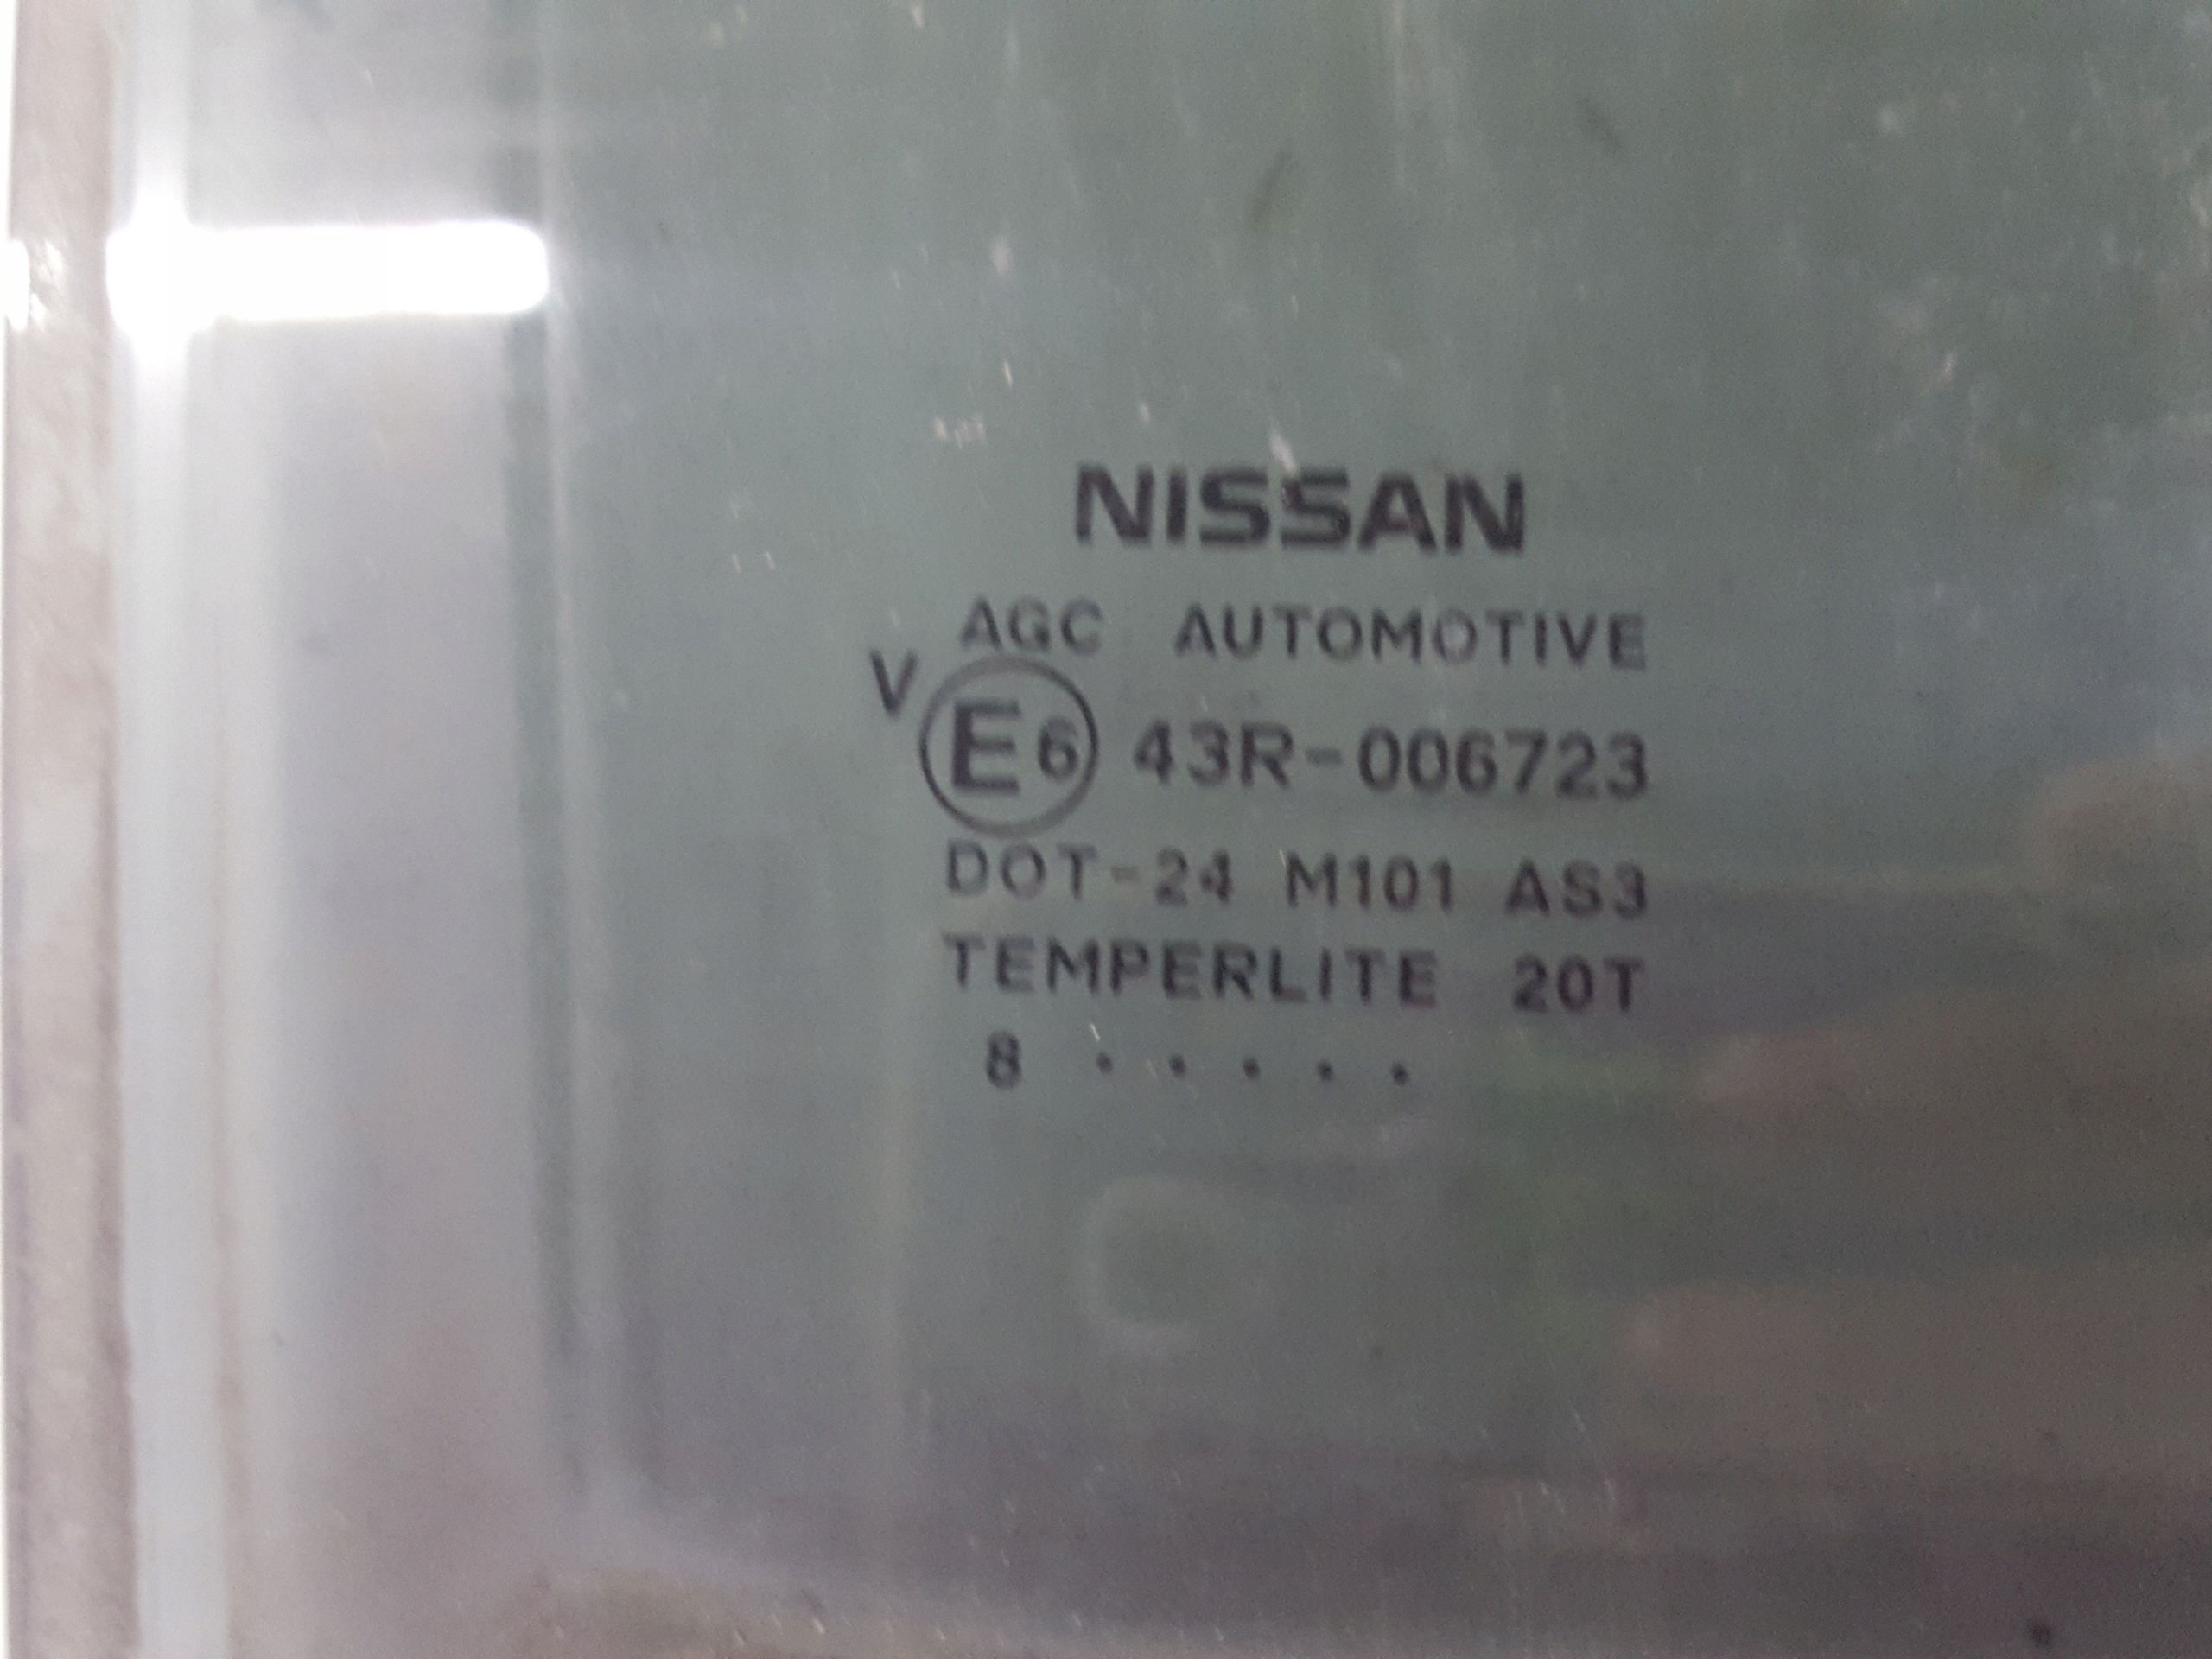 NISSAN
AGC AUTOMOTIVE
V
E6 43R-006723
DOT-24 M101 AS3
TEMPERLITE 20T
8 . . . . .